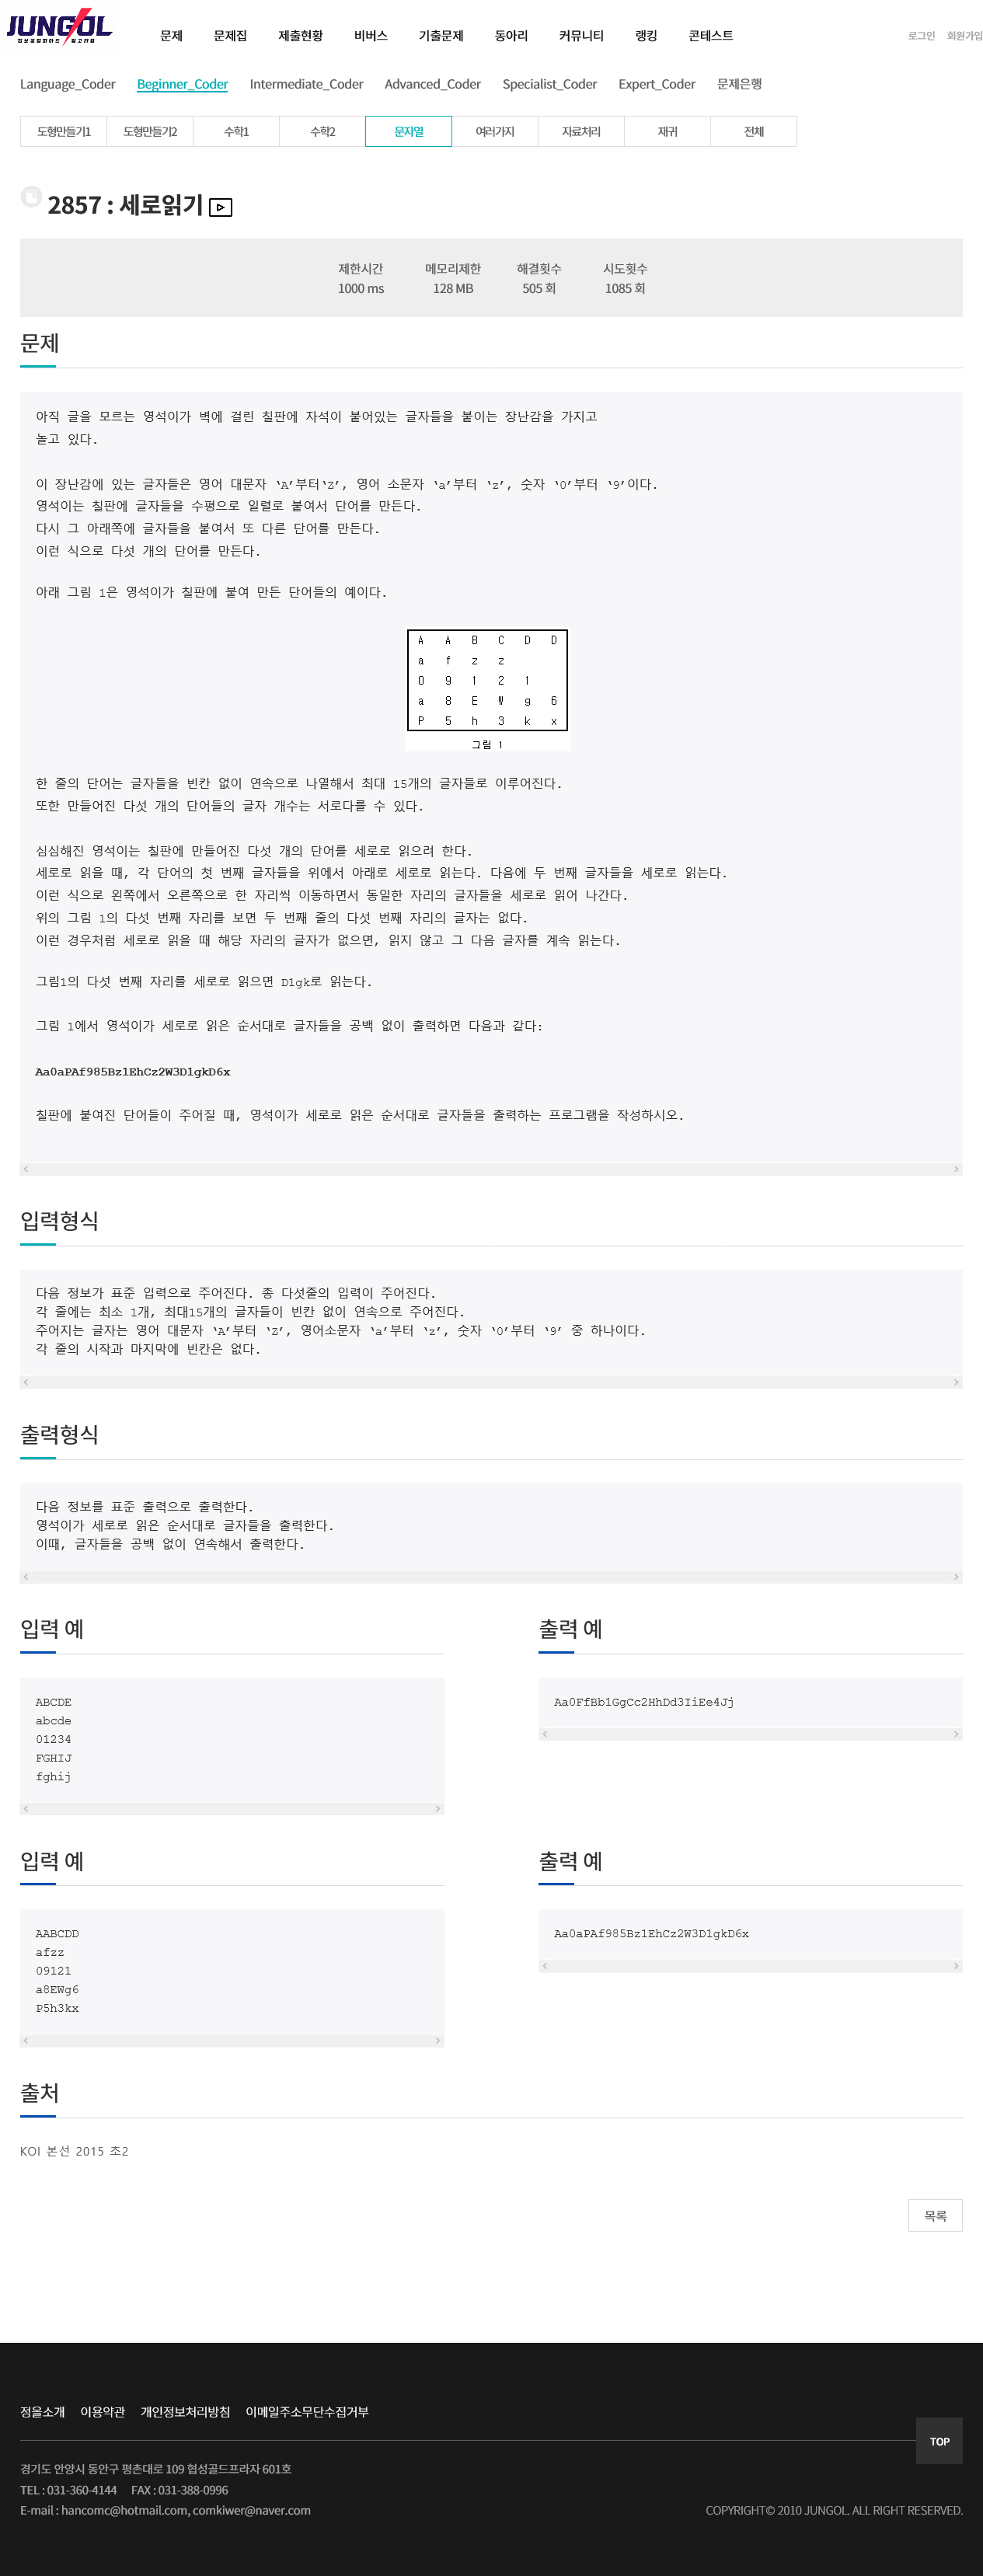 JUNGOL
정보올림피아드·알고리즘
문제 문제집 제출현황 비버스 기출문제 동아리 커뮤니티 랭킹 콘테스트
로그인 회원가입
Language_Coder Beginner_Coder Intermediate_Coder Advanced_Coder Specialist_Coder Expert_Coder 문제은행
도형만들기1 도형만들기2 수학1 수학2 문자열 여러가지 자료처리 재귀 전체
2857 : 세로읽기
제한시간 메모리제한 해결횟수 시도횟수
1000 ms 128 MB 505 회 1085 회
문제
아직 글을 모르는 영석이가 벽에 걸린 칠판에 자석이 붙어있는 글자들을 붙이는 장난감을 가지고
놀고 있다.
이 장난감에 있는 글자들은 영어 대문자 ‘A’부터‘Z’, 영어 소문자 ‘a’부터 ‘z’, 숫자 ‘0’부터 ‘9’이다.
영석이는 칠판에 글자들을 수평으로 일렬로 붙여서 단어를 만든다.
다시 그 아래쪽에 글자들을 붙여서 또 다른 단어를 만든다.
이런 식으로 다섯 개의 단어를 만든다.
아래 그림 1은 영석이가 칠판에 붙여 만든 단어들의 예이다.
A A B C D D
a f z z
0 9 1 2 1
a 8 E W g 6
P 5 h 3 k x
그림 1
한 줄의 단어는 글자들을 빈칸 없이 연속으로 나열해서 최대 15개의 글자들로 이루어진다.
또한 만들어진 다섯 개의 단어들의 글자 개수는 서로다를 수 있다.
심심해진 영석이는 칠판에 만들어진 다섯 개의 단어를 세로로 읽으려 한다.
세로로 읽을 때, 각 단어의 첫 번째 글자들을 위에서 아래로 세로로 읽는다. 다음에 두 번째 글자들을 세로로 읽는다.
이런 식으로 왼쪽에서 오른쪽으로 한 자리씩 이동하면서 동일한 자리의 글자들을 세로로 읽어 나간다.
위의 그림 1의 다섯 번째 자리를 보면 두 번째 줄의 다섯 번째 자리의 글자는 없다.
이런 경우처럼 세로로 읽을 때 해당 자리의 글자가 없으면, 읽지 않고 그 다음 글자를 계속 읽는다.
그림1의 다섯 번째 자리를 세로로 읽으면 D1gk로 읽는다.
그림 1에서 영석이가 세로로 읽은 순서대로 글자들을 공백 없이 출력하면 다음과 같다:
Aa0aPAf985Bz1EhCz2W3D1gkD6x
칠판에 붙여진 단어들이 주어질 때, 영석이가 세로로 읽은 순서대로 글자들을 출력하는 프로그램을 작성하시오.
입력형식
다음 정보가 표준 입력으로 주어진다. 총 다섯줄의 입력이 주어진다.
각 줄에는 최소 1개, 최대15개의 글자들이 빈칸 없이 연속으로 주어진다.
주어지는 글자는 영어 대문자 ‘A’부터 ‘Z’, 영어소문자 ‘a’부터 ‘z’, 숫자 ‘0’부터 ‘9’ 중 하나이다.
각 줄의 시작과 마지막에 빈칸은 없다.
출력형식
다음 정보를 표준 출력으로 출력한다.
영석이가 세로로 읽은 순서대로 글자들을 출력한다.
이때, 글자들을 공백 없이 연속해서 출력한다.
입력 예
ABCDE
abcde
01234
FGHIJ
fghij
출력 예
Aa0FfBb1GgCc2HhDd3IiEe4Jj
입력 예
AABCDD
afzz
09121
a8EWg6
P5h3kx
출력 예
Aa0aPAf985Bz1EhCz2W3D1gkD6x
출처
KOI 본선 2015 초2
목록
정올소개 이용약관 개인정보처리방침 이메일주소무단수집거부
TOP
경기도 안양시 동안구 평촌대로 109 협성골드프라자 601호
TEL : 031-360-4144 FAX : 031-388-0996
E-mail : hancomc@hotmail.com, comkiwer@naver.com
COPYRIGHT© 2010 JUNGOL. ALL RIGHT RESERVED.